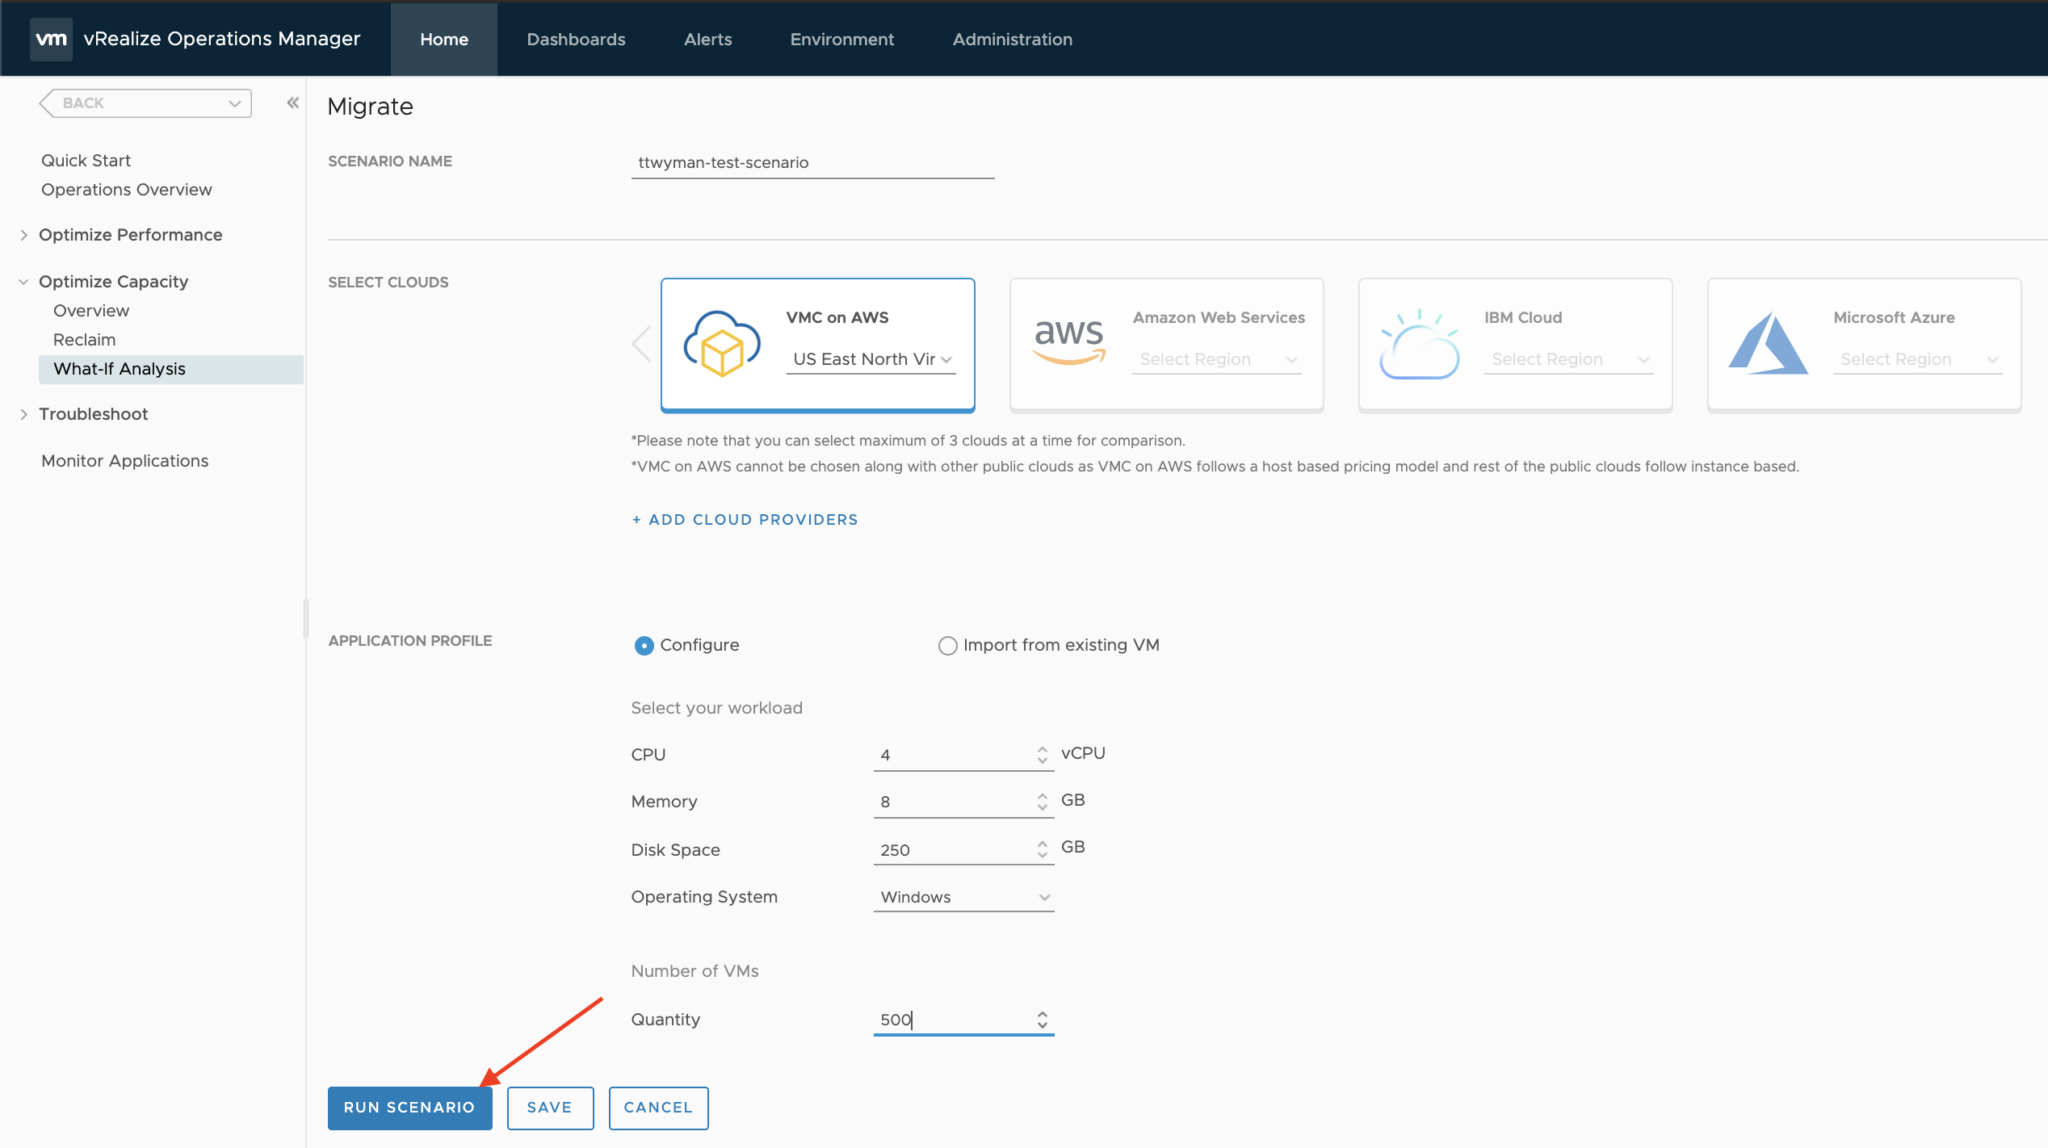 vm vRealize Operations Manager Home Dashboards Alerts Environment Administration
BACK
Quick Start
Operations Overview
Optimize Performance
Optimize Capacity
Overview
Reclaim
What-If Analysis
Troubleshoot
Monitor Applications
Migrate
SCENARIO NAME ttwyman-test-scenario
SELECT CLOUDS
VMC on AWS
US East North Vir
aws
Amazon Web Services
Select Region
IBM Cloud
Select Region
Microsoft Azure
Select Region
*Please note that you can select maximum of 3 clouds at a time for comparison.
*VMC on AWS cannot be chosen along with other public clouds as VMC on AWS follows a host based pricing model and rest of the public clouds follow instance based.
+ ADD CLOUD PROVIDERS
APPLICATION PROFILE Configure Import from existing VM
Select your workload
CPU 4 vCPU
Memory 8 GB
Disk Space 250 GB
Operating System Windows
Number of VMs
Quantity 500
RUN SCENARIO SAVE CANCEL